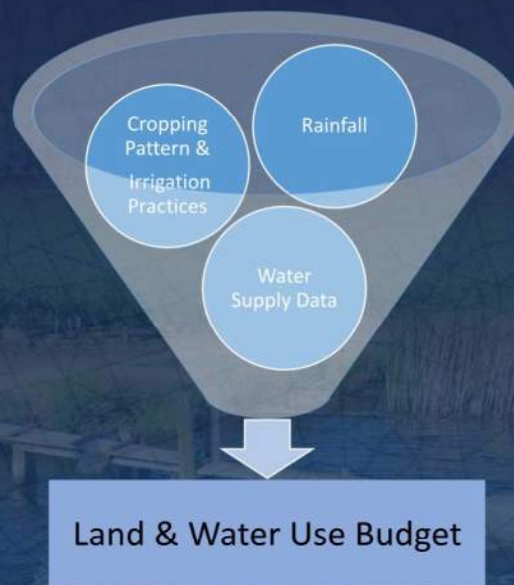 Cropping
Pattern &
Irrigation
Practices
Rainfall
Water
Supply Data
Land & Water Use Budget